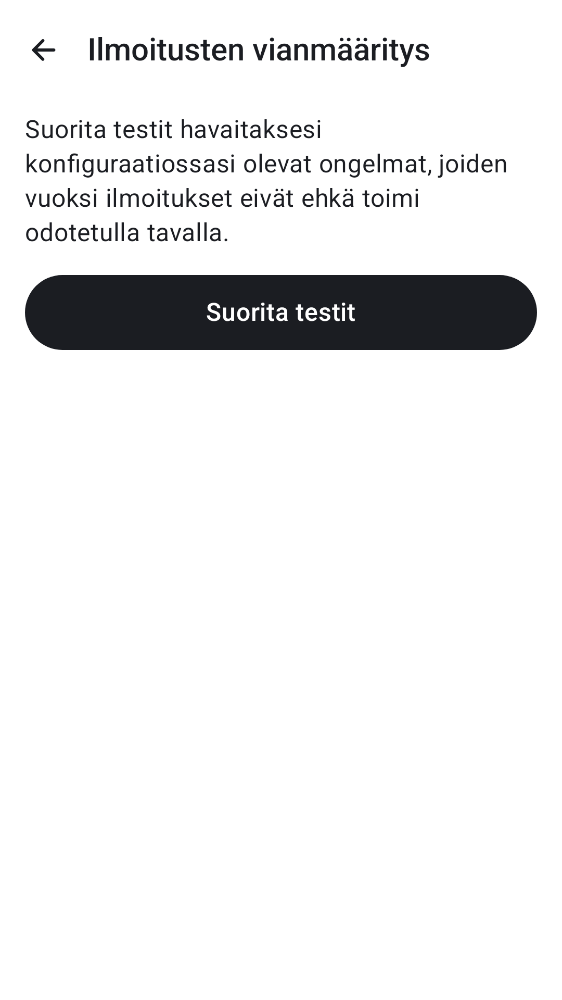 Ilmoitusten vianmääritys
Suorita testit havaitaksesi
konfiguraatiossasi olevat ongelmat, joiden
vuoksi ilmoitukset eivät ehkä toimi
odotetulla tavalla.
Suorita testit